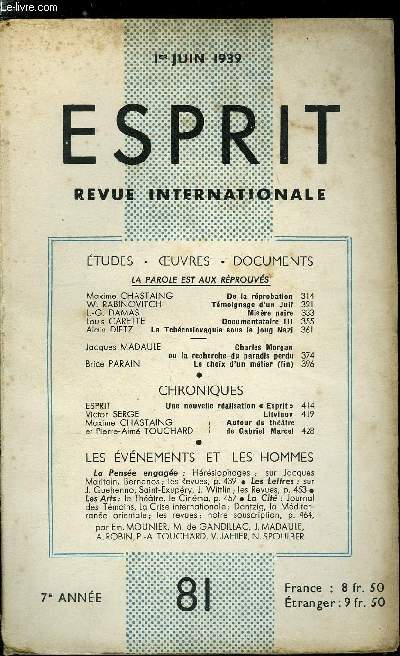 Le-livre.com
1er JUIN 1939
ESPRIT
REVUE INTERNATIONALE
ÉTUDES - ŒUVRES - DOCUMENTS
LA PAROLE EST AUX RÉPROUVÉS
Maxime CHASTAING De la réprobation 314
W. RABINOVITCH Témoignage d'un Juif 321
L.-G. DAMAS Misère noire 333
Louis CARETTE Documentataire III 355
Alain DIETZ La Tchécoslovaquie sous le joug Nazi 361
Jacques MADAULE Charles Morgan
ou la recherche du paradis perdu 374
Brice PARAIN Le choix d'un métier (fin) 396
CHRONIQUES
ESPRIT Une nouvelle réalisation « Esprit » 414
Victor SERGE Litvinov 419
Maxime CHASTAING Autour du théâtre
et Pierre-Aimé TOUCHARD de Gabriel Marcel 428
LES ÉVÉNEMENTS ET LES HOMMES
La Pensée engagée : Hérésiophages ; sur Jacques
Maritain, Bernanos ; les Revues, p. 439 ● Les Lettres : sur
J. Guehenno, Saint-Exupéry, J. Wittlin ; les Revues, p. 453 ●
Les Arts : le Théâtre, le Cinéma, p. 457 ● La Cité : Journal
des Témoins, La Crise internationale ; Dantzig, la Méditer-
ranée orientale ; les revues ; notre souscription, p. 464,
par Em. MOUNIER, M. de GANDILLAC, J. MADAULE,
A. ROBIN, P.-A. TOUCHARD, V. JAHIER, N. SPOULBER
7e ANNÉE
81
France : 8 fr. 50
Étranger : 9 fr. 50